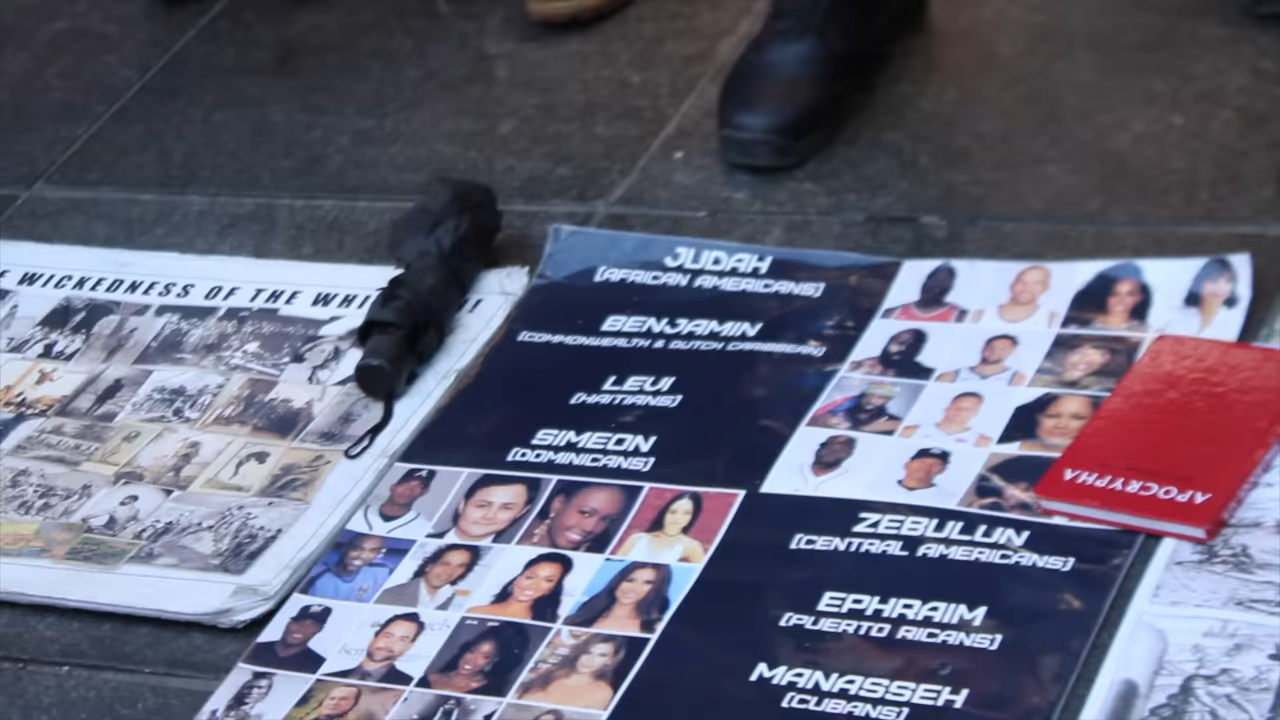 WICKEDNESS OF THE
JUDAH
(AFRICAN AMERICANS)
BENJAMIN
(COMMONWEALTH & DUTCH CARIBBEAN)
LEVI
(HAITIANS)
SIMEON
(DOMINICANS)
ZEBULUN
(CENTRAL AMERICANS)
EPHRAIM
(PUERTO RICANS)
MANASSEH
(CUBANS)
APOCRYPHA